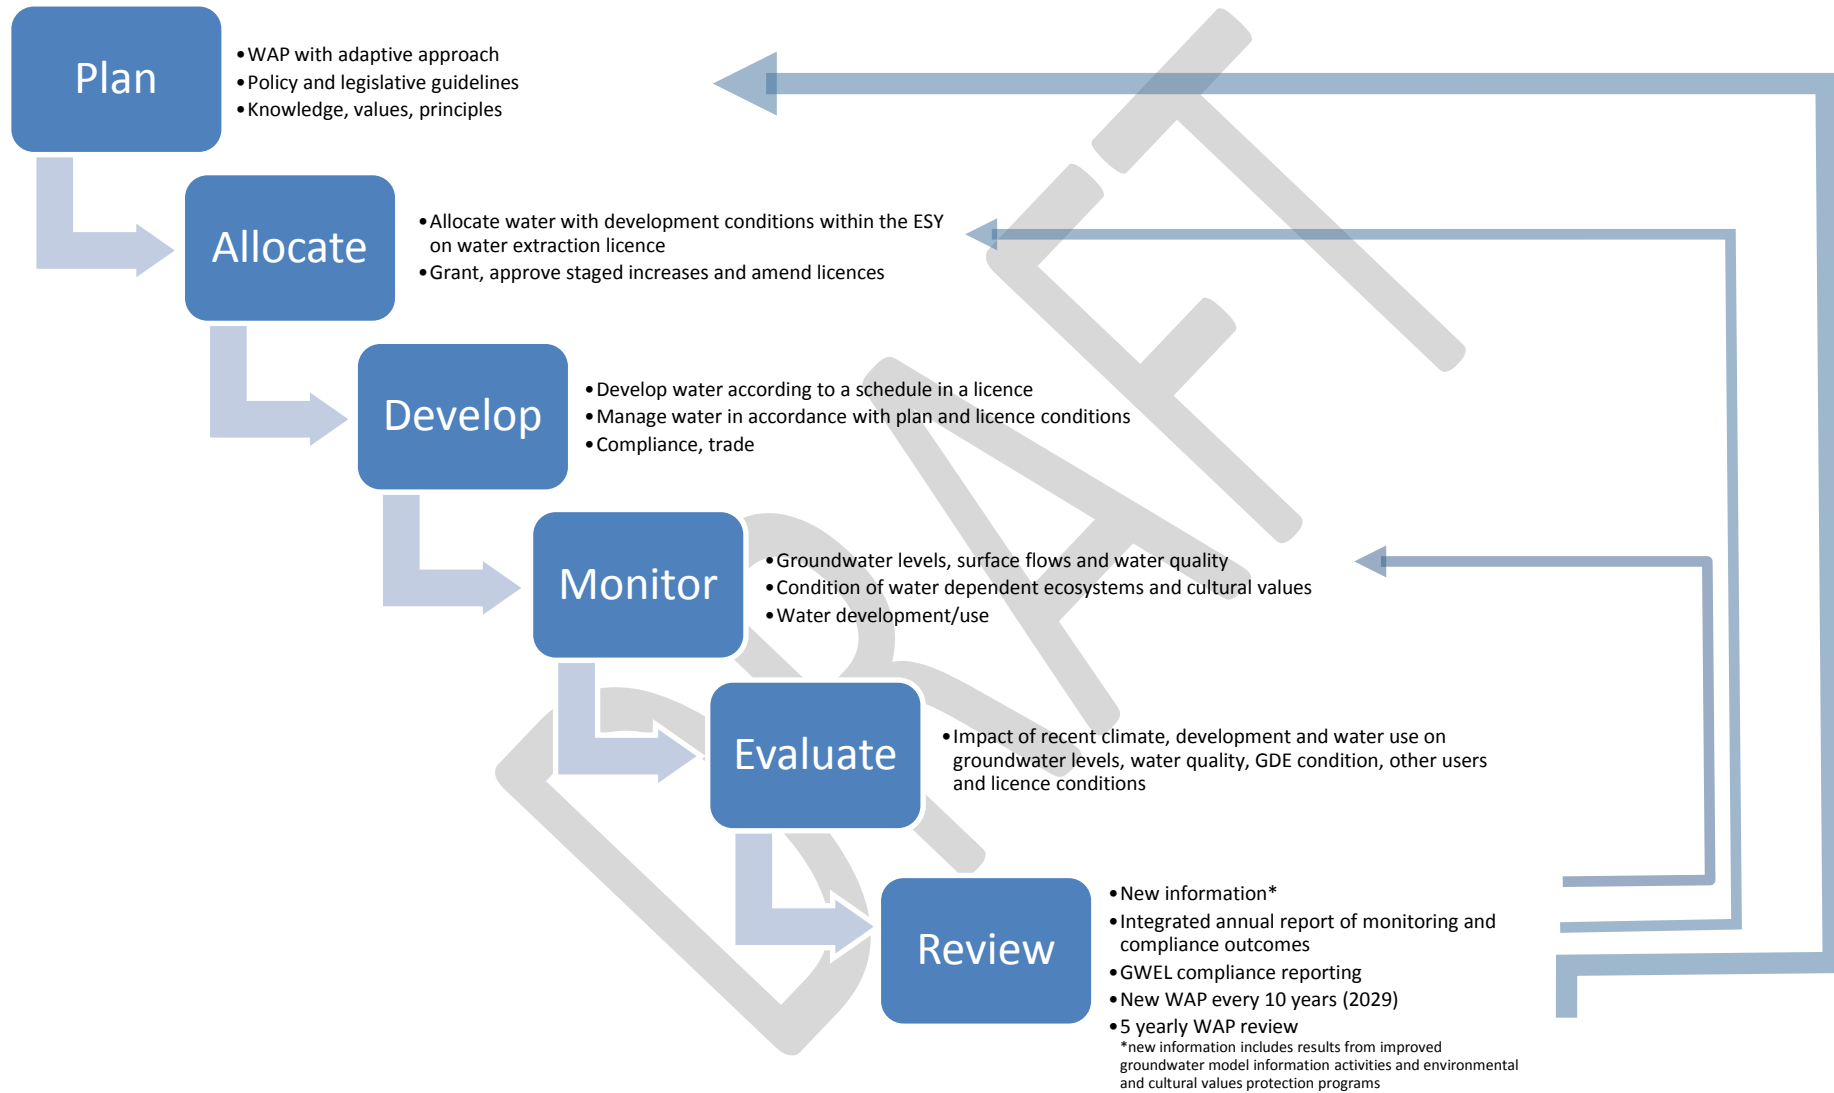 Plan
•WAP with adaptive approach
•Policy and legislative guidelines
•Knowledge, values, principles
Allocate
•Allocate water with development conditions within the ESY
on water extraction licence
•Grant, approve staged increases and amend licences
Develop
•Develop water according to a schedule in a licence
•Manage water in accordance with plan and licence conditions
•Compliance, trade
Monitor
•Groundwater levels, surface flows and water quality
•Condition of water dependent ecosystems and cultural values
•Water development/use
Evaluate
•Impact of recent climate, development and water use on
groundwater levels, water quality, GDE condition, other users
and licence conditions
Review
•New information*
•Integrated annual report of monitoring and
compliance outcomes
•GWEL compliance reporting
•New WAP every 10 years (2029)
•5 yearly WAP review
*new information includes results from improved
groundwater model information activities and environmental
and cultural values protection programs
DRAFT